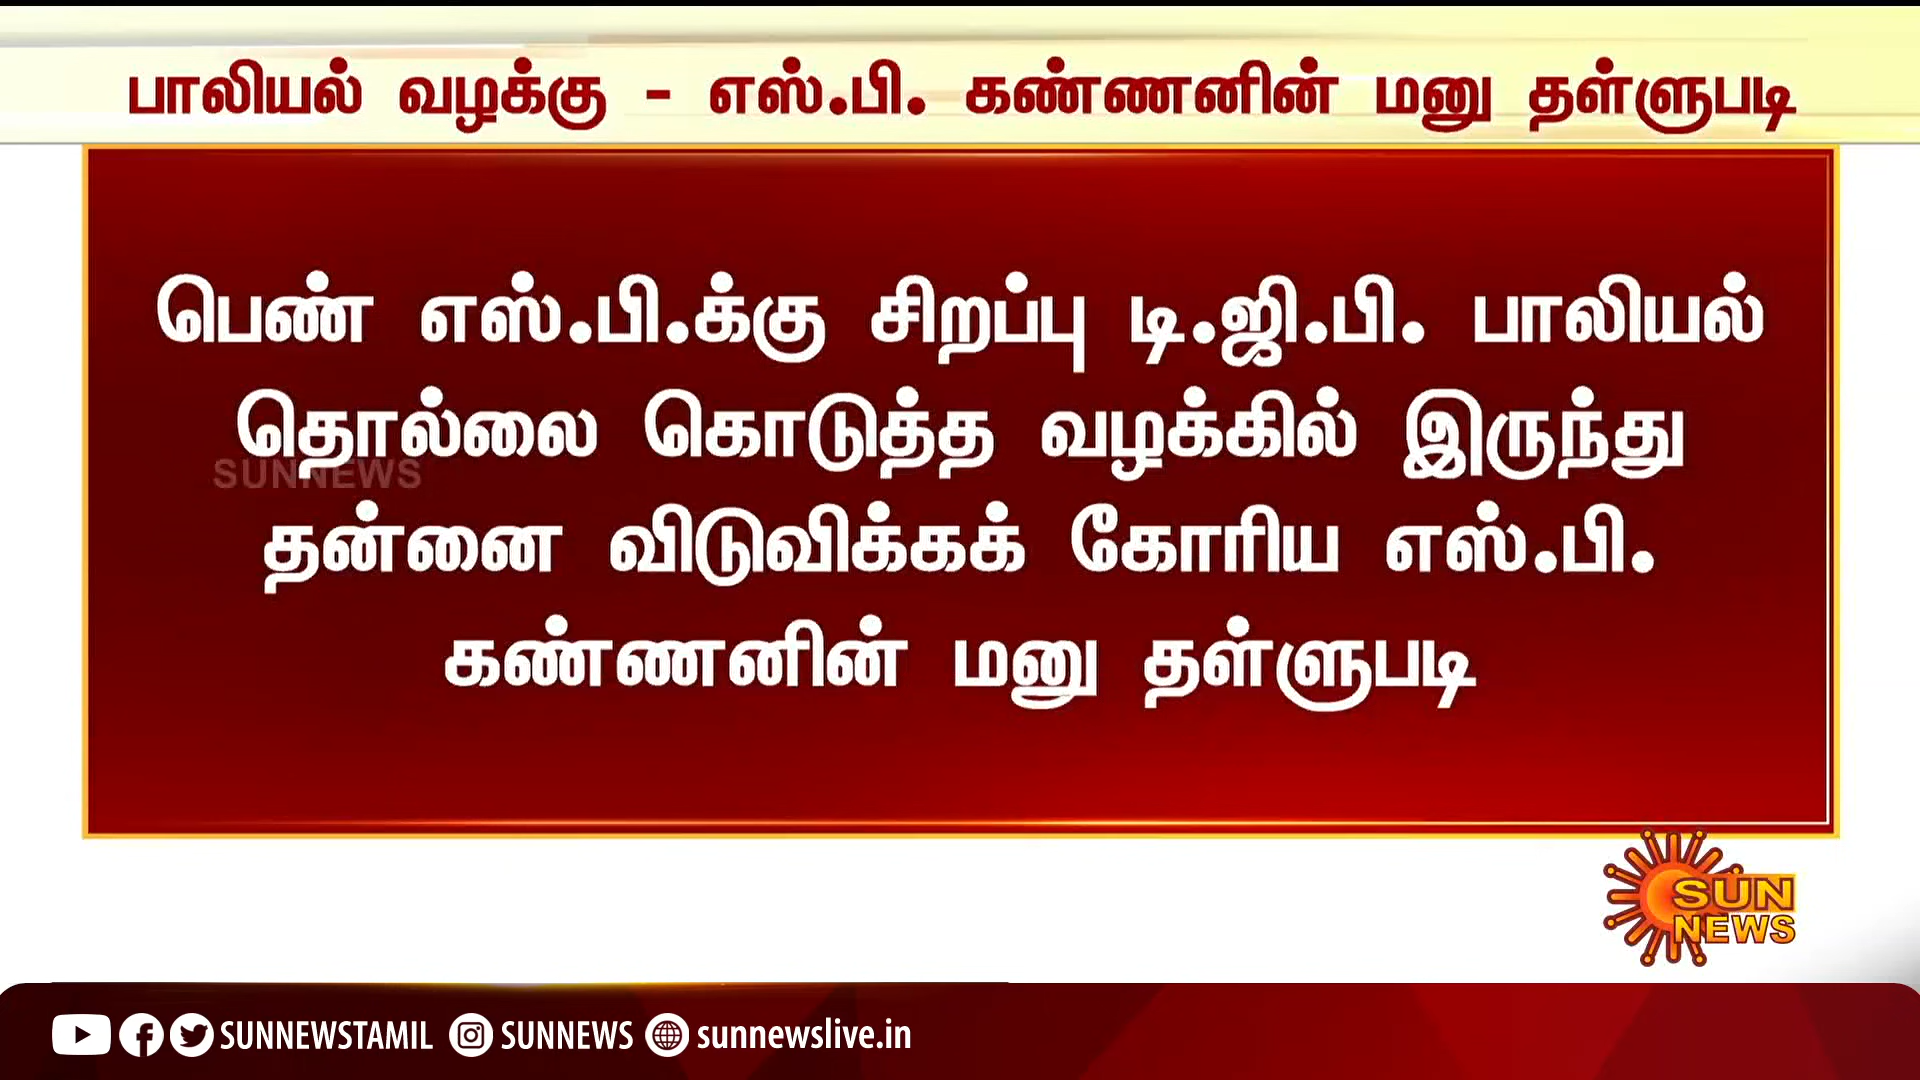 பாலியல் வழக்கு - எஸ்.பி. கண்ணனின் மனு தள்ளுபடி
பெண் எஸ்.பி.க்கு சிறப்பு டி.ஜி.பி. பாலியல்
தொல்லை கொடுத்த வழக்கில் இருந்து
SUNNEWS
தன்னை விடுவிக்கக் கோரிய எஸ்.பி.
கண்ணனின் மனு தள்ளுபடி
SUN
NEWS
SUNNEWSTAMIL SUNNEWS sunnewslive.in